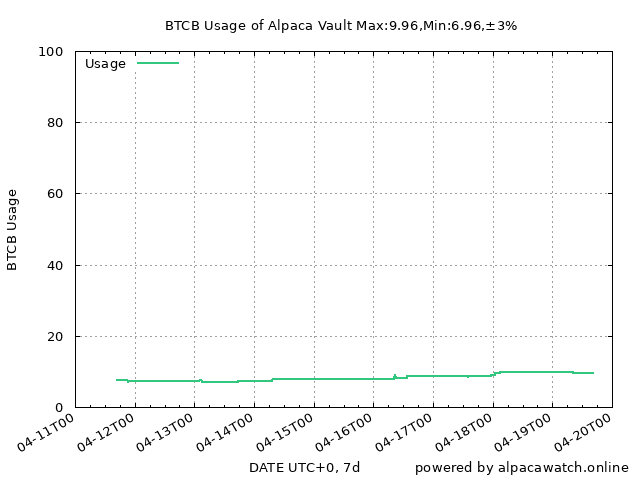 BTCB Usage of Alpaca Vault Max:9.96,Min:6.96,±3%
Usage
100
80
60
40
20
0
BTCB Usage
04-11T00
04-12T00
04-13T00
04-14T00
04-15T00
04-16T00
04-17T00
04-18T00
04-19T00
04-20T00
DATE UTC+0, 7d
powered by alpacawatch.online